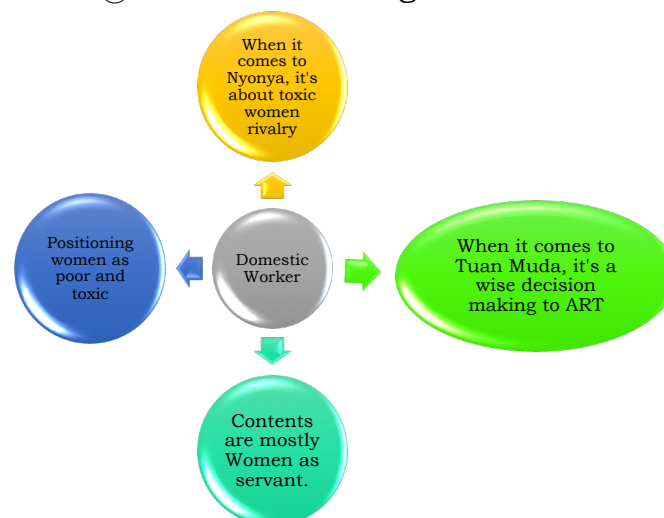 When it
comes to
Nyonya, it's
about toxic
women
rivalry
Positioning
women as
poor and
toxic
Domestic
Worker
When it comes to
Tuan Muda, it's a
wise decision
making to ART
Contents
are mostly
Women as
servant.